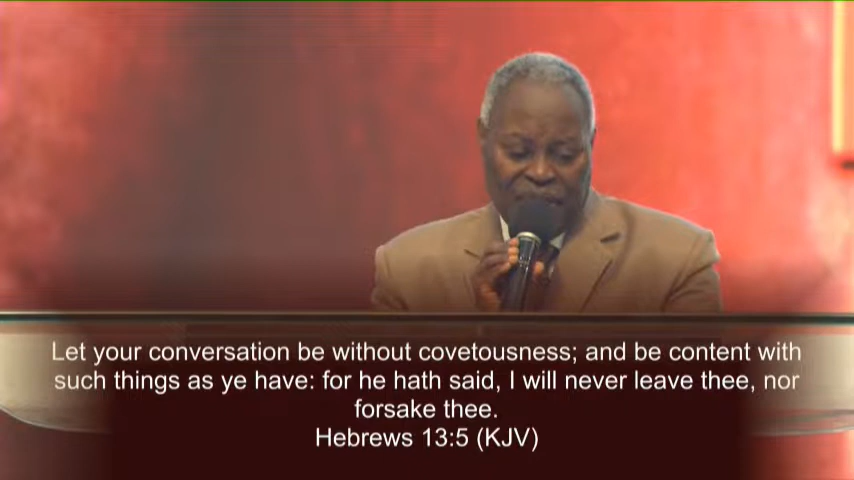 Let your conversation be without covetousness; and be content with
such things as ye have: for he hath said, I will never leave thee, nor
forsake thee.
Hebrews 13:5 (KJV)